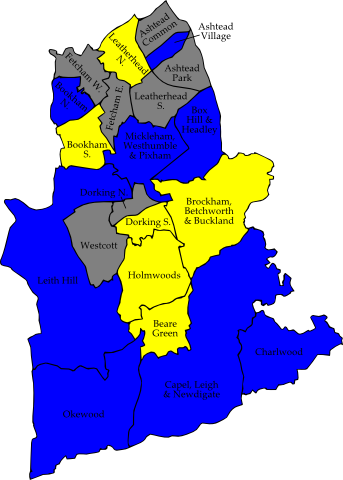 Ashtead
Common
Ashtead
Village
Leatherhead
N.
Ashtead
Park
Fetcham W.
Bookham
N.
Fetcham E.
Leatherhead
S.
Box
Hill &
Headley
Bookham
S.
Mickleham,
Westhumble
& Pixham
Dorking N.
Brockham,
Betchworth
& Buckland
Dorking S.
Westcott
Leith Hill
Holmwoods
Beare
Green
Charlwood
Capel, Leigh
& Newdigate
Okewood